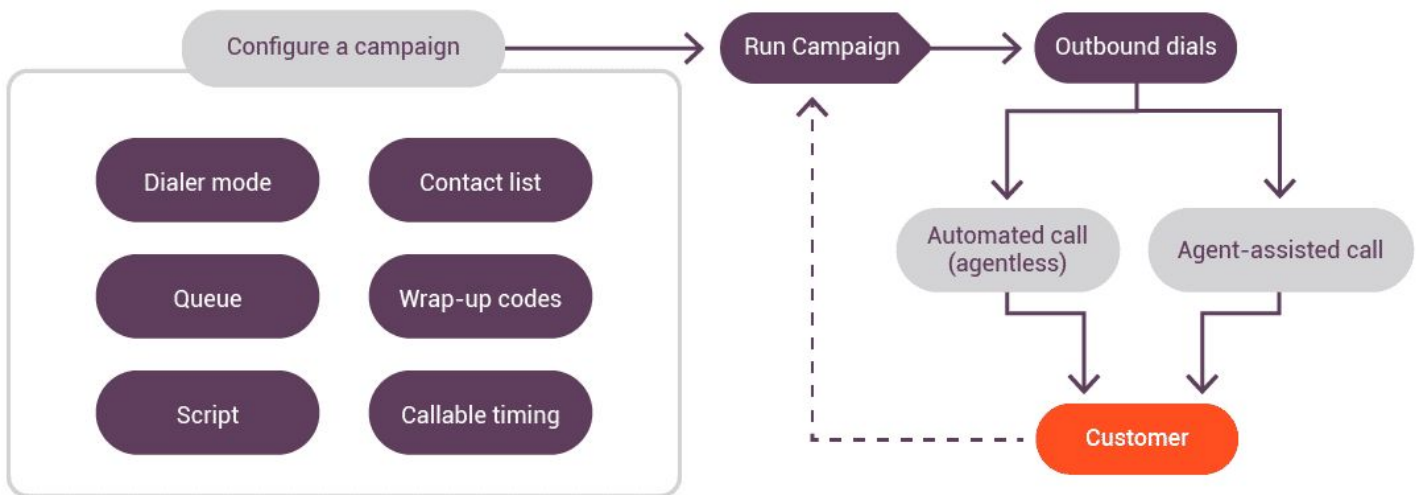 Configure a campaign
Run Campaign
Outbound dials
Dialer mode
Contact list
Queue
Wrap-up codes
Script
Callable timing
Automated call
(agentless)
Agent-assisted call
Customer